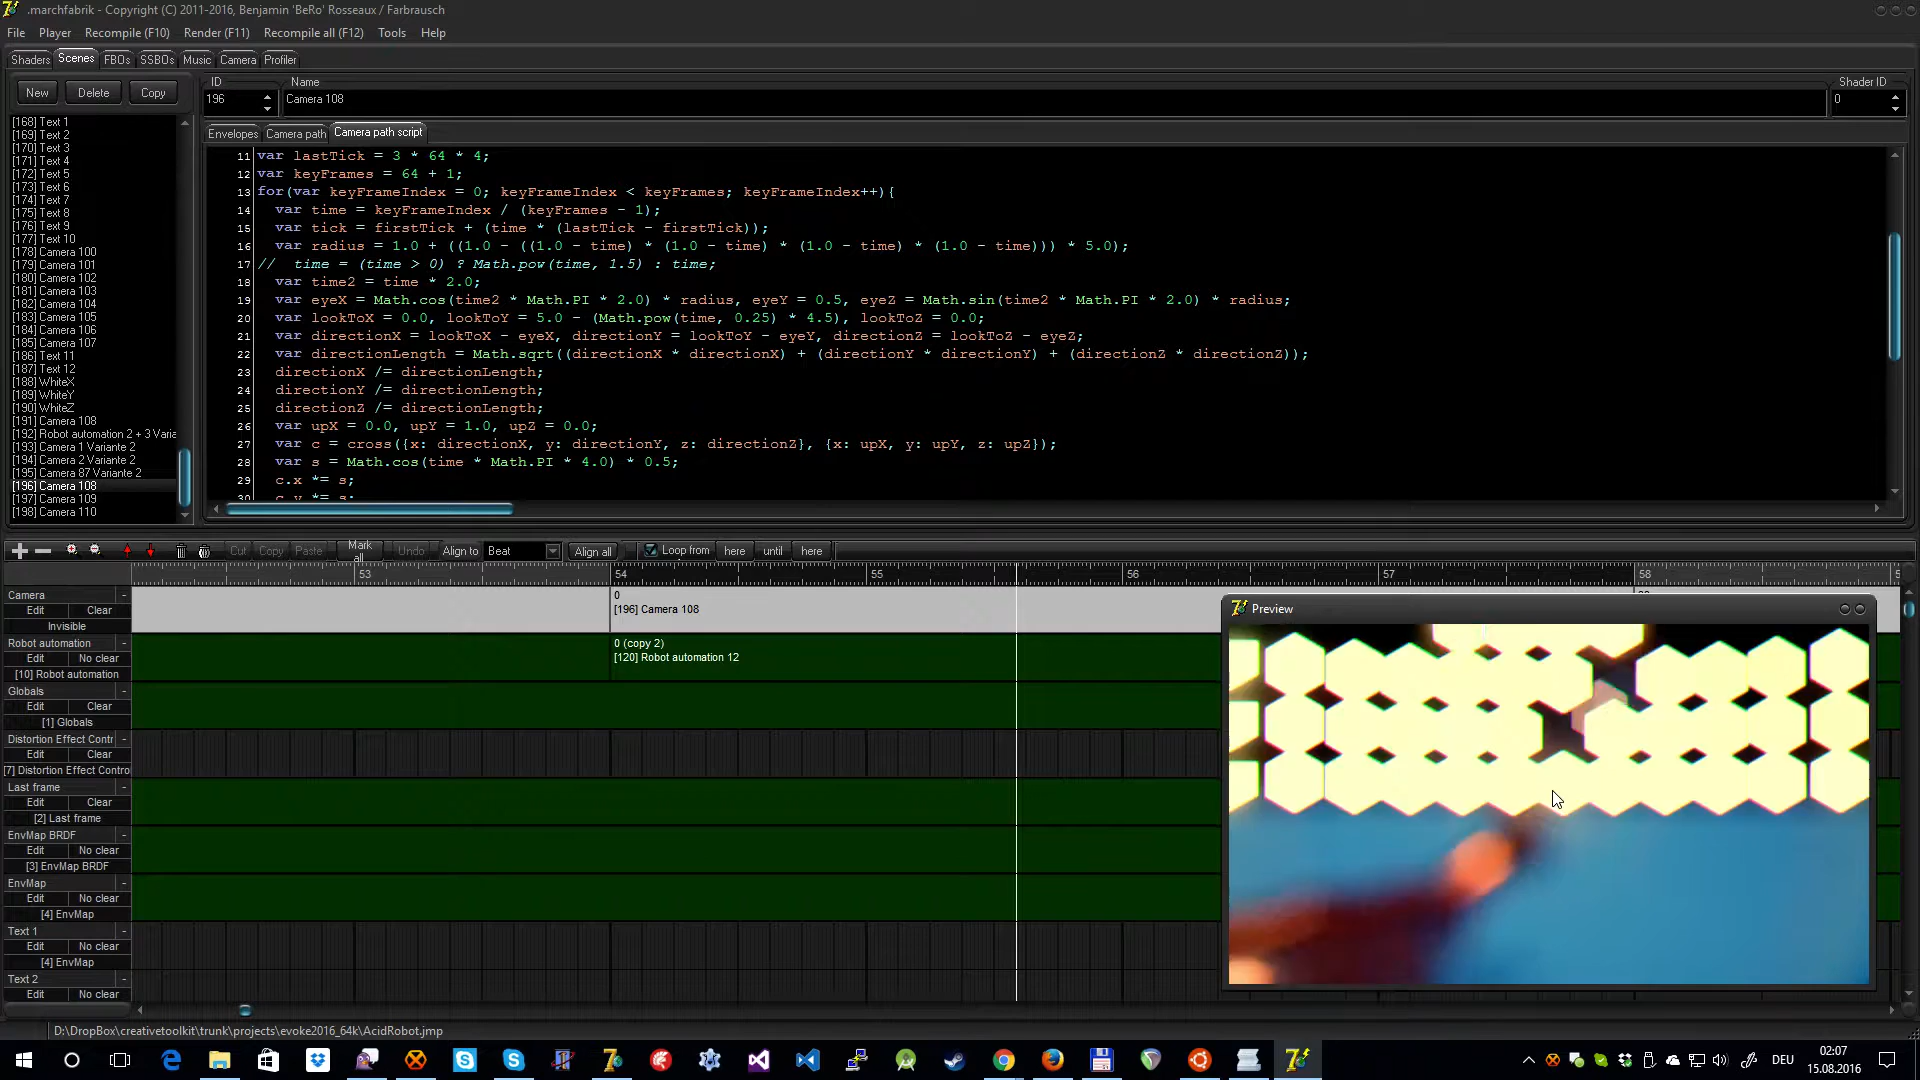 .marchfabrik - Copyright (C) 2011-2016, Benjamin 'BeRo' Rosseaux / Farbrausch
File Player Recompile (F10) Render (F11) Recompile all (F12) Tools Help
Shaders Scenes FBOs SSBOs Music Camera Profiler
New Delete Copy
ID Name Shader ID
196 Camera 108 0
Envelopes Camera path Camera path script
[168] Text 1
[169] Text 2
[170] Text 3
[171] Text 4
[172] Text 5
[173] Text 6
[174] Text 7
[175] Text 8
[176] Text 9
[177] Text 10
[178] Camera 100
[179] Camera 101
[180] Camera 102
[181] Camera 103
[182] Camera 104
[183] Camera 105
[184] Camera 106
[185] Camera 107
[186] Text 11
[187] Text 12
[188] WhiteX
[189] WhiteY
[190] WhiteZ
[191] Camera 108
[192] Robot automation 2 + 3 Varia
[193] Camera 1 Variante 2
[194] Camera 2 Variante 2
[195] Camera 87 Variante 2
[196] Camera 108
[197] Camera 109
[198] Camera 110
11 var lastTick = 3 * 64 * 4;
12 var keyFrames = 64 + 1;
13 for(var keyFrameIndex = 0; keyFrameIndex < keyFrames; keyFrameIndex++){
14 var time = keyFrameIndex / (keyFrames - 1);
15 var tick = firstTick + (time * (lastTick - firstTick));
16 var radius = 1.0 + ((1.0 - ((1.0 - time) * (1.0 - time) * (1.0 - time) * (1.0 - time))) * 5.0);
17 // time = (time > 0) ? Math.pow(time, 1.5) : time;
18 var time2 = time * 2.0;
19 var eyeX = Math.cos(time2 * Math.PI * 2.0) * radius, eyeY = 0.5, eyeZ = Math.sin(time2 * Math.PI * 2.0) * radius;
20 var lookToX = 0.0, lookToY = 5.0 - (Math.pow(time, 0.25) * 4.5), lookToZ = 0.0;
21 var directionX = lookToX - eyeX, directionY = lookToY - eyeY, directionZ = lookToZ - eyeZ;
22 var directionLength = Math.sqrt((directionX * directionX) + (directionY * directionY) + (directionZ * directionZ));
23 directionX /= directionLength;
24 directionY /= directionLength;
25 directionZ /= directionLength;
26 var upX = 0.0, upY = 1.0, upZ = 0.0;
27 var c = cross({x: directionX, y: directionY, z: directionZ}, {x: upX, y: upY, z: upZ});
28 var s = Math.cos(time * Math.PI * 4.0) * 0.5;
29 c.x *= s;
30 c.y *= s;
Cut Copy Paste Mark all Undo Align to Beat Align all Loop from here until here
53 54 55 56 57 58
Camera -
Edit Clear
Invisible
0
[196] Camera 108
Robot automation -
Edit No clear
[10] Robot automation
0 (copy 2)
[120] Robot automation 12
Globals -
Edit Clear
[1] Globals
Distortion Effect Contr -
Edit Clear
[7] Distortion Effect Contro
Last frame -
Edit Clear
[2] Last frame
EnvMap BRDF -
Edit No clear
[3] EnvMap BRDF
EnvMap -
Edit No clear
[4] EnvMap
Text 1 -
Edit No clear
[4] EnvMap
Text 2 -
Edit No clear
Preview
D:\DropBox\creativetoolkit\trunk\projects\evoke2016_64k\AcidRobot.jmp
DEU
02:07
15.08.2016